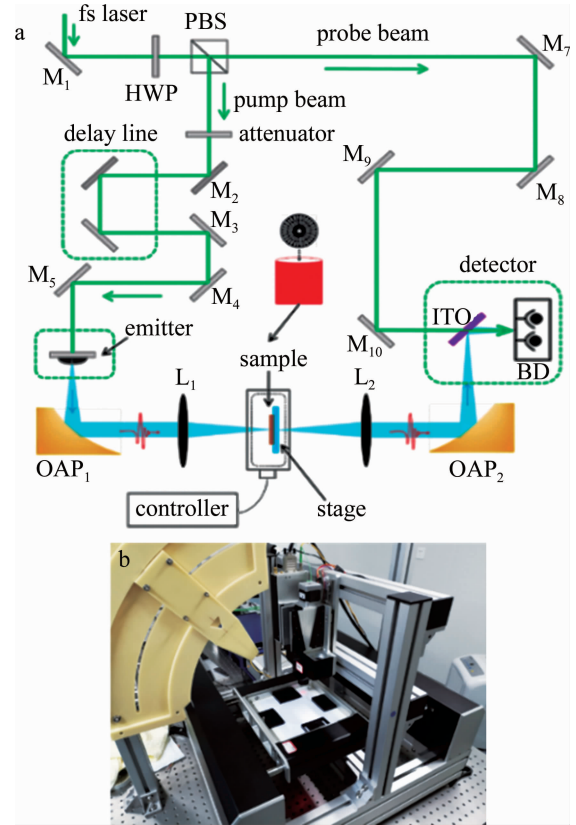 a
fs laser
PBS
probe beam
M7
M1
HWP
pump beam
attenuator
delay line
M2
M9
M8
M3
M5
M4
detector
emitter
ITO
M10
sample
BD
L1
L2
OAP1
OAP2
controller
stage
b